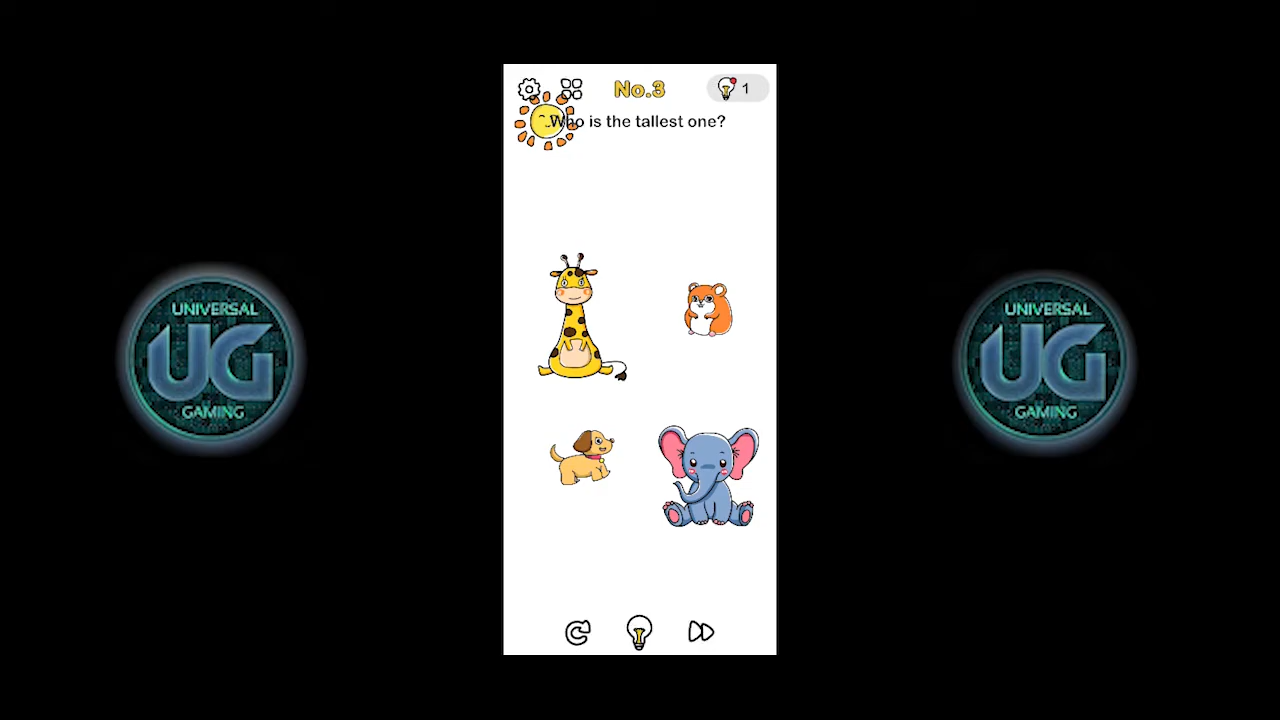 No.3
1
Who is the tallest one?
UNIVERSAL
UG
GAMING
UNIVERSAL
UG
GAMING